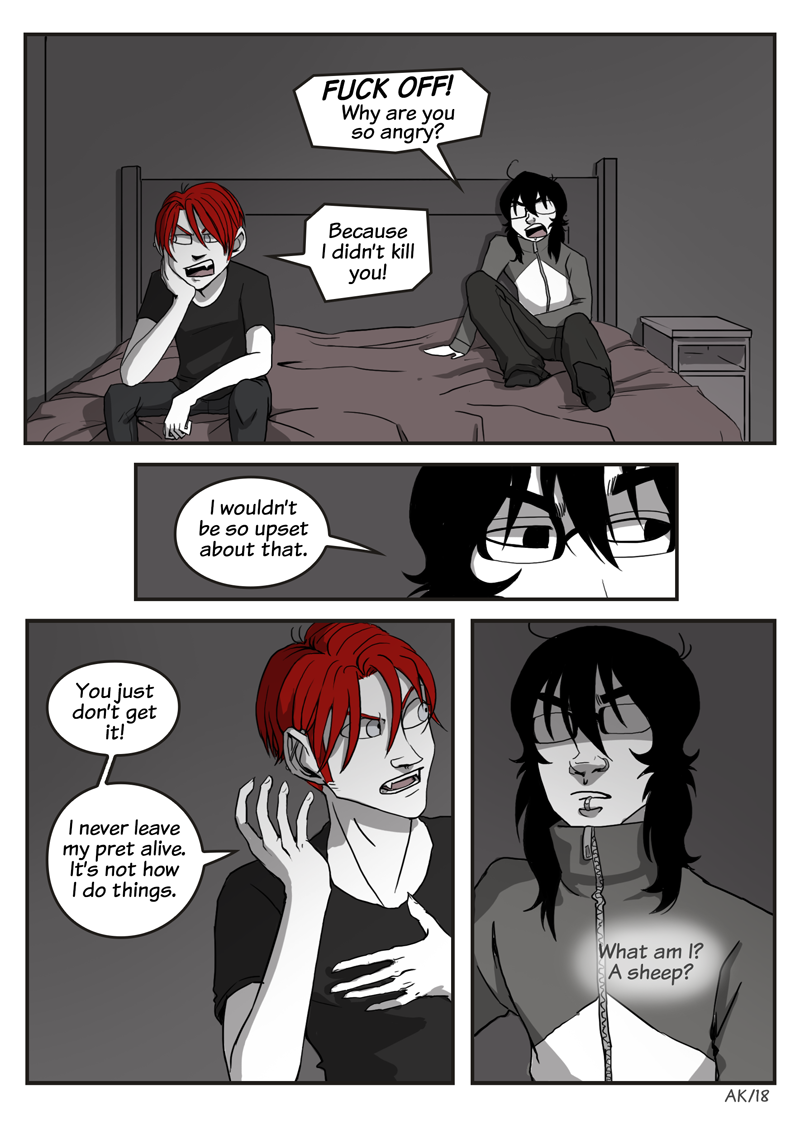 FUCK OFF!
Why are you
so angry?
Because
I didn't kill
you!
I wouldn't
be so upset
about that.
You just
don't get
it!
I never leave
my pret alive.
It's not how
I do things.
What am I?
A sheep?
AK/18